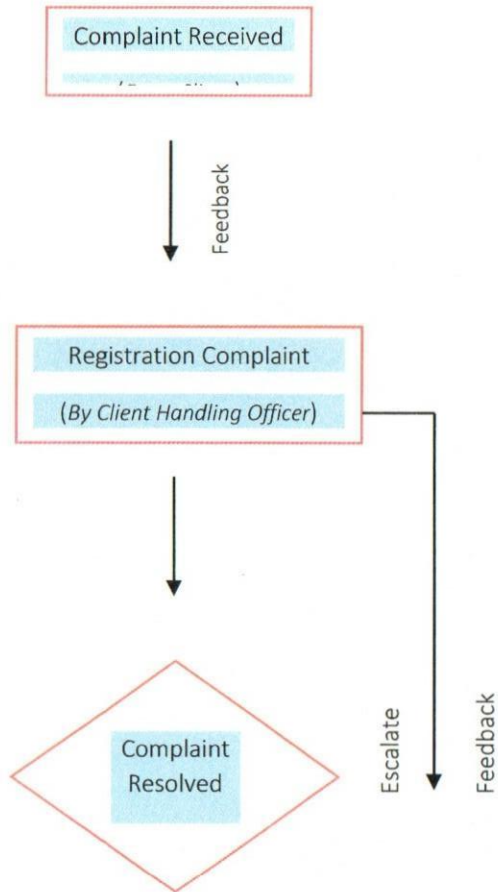 Complaint Received
Feedback
Registration Complaint
(By Client Handling Officer)
Complaint
Resolved
Escalate
Feedback